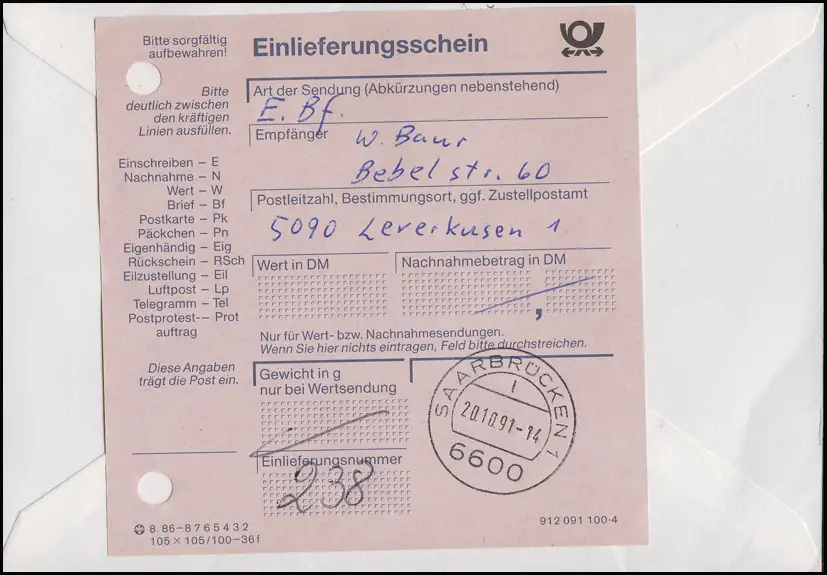 Bitte sorgfältig
aufbewahren!
Einlieferungsschein
Bitte
deutlich zwischen
den kräftigen
Linien ausfüllen.
Art der Sendung (Abkürzungen nebenstehend)
E. Bf.
Empfänger W. Baur
Bebelstr. 60
Postleitzahl, Bestimmungsort, ggf. Zustellpostamt
5090 Leverkusen 1
Einschreiben – E
Nachnahme – N
Wert – W
Brief – Bf
Postkarte – Pk
Päckchen – Pn
Eigenhändig – Eig
Rückschein – RSch
Eilzustellung – Eil
Luftpost – Lp
Telegramm – Tel
Postprotest-– Prot
auftrag
Wert in DM
Nachnahmebetrag in DM
,
Nur für Wert- bzw. Nachnahmesendungen.
Wenn Sie hier nichts eintragen, Feld bitte durchstreichen.
Diese Angaben
trägt die Post ein.
Gewicht in g
nur bei Wertsendung
Einlieferungsnummer
238
SAARBRÜCKEN 1
l
20.10.91-14
6600
8.86–8765432
105 × 105/100–36f
912 091 100-4